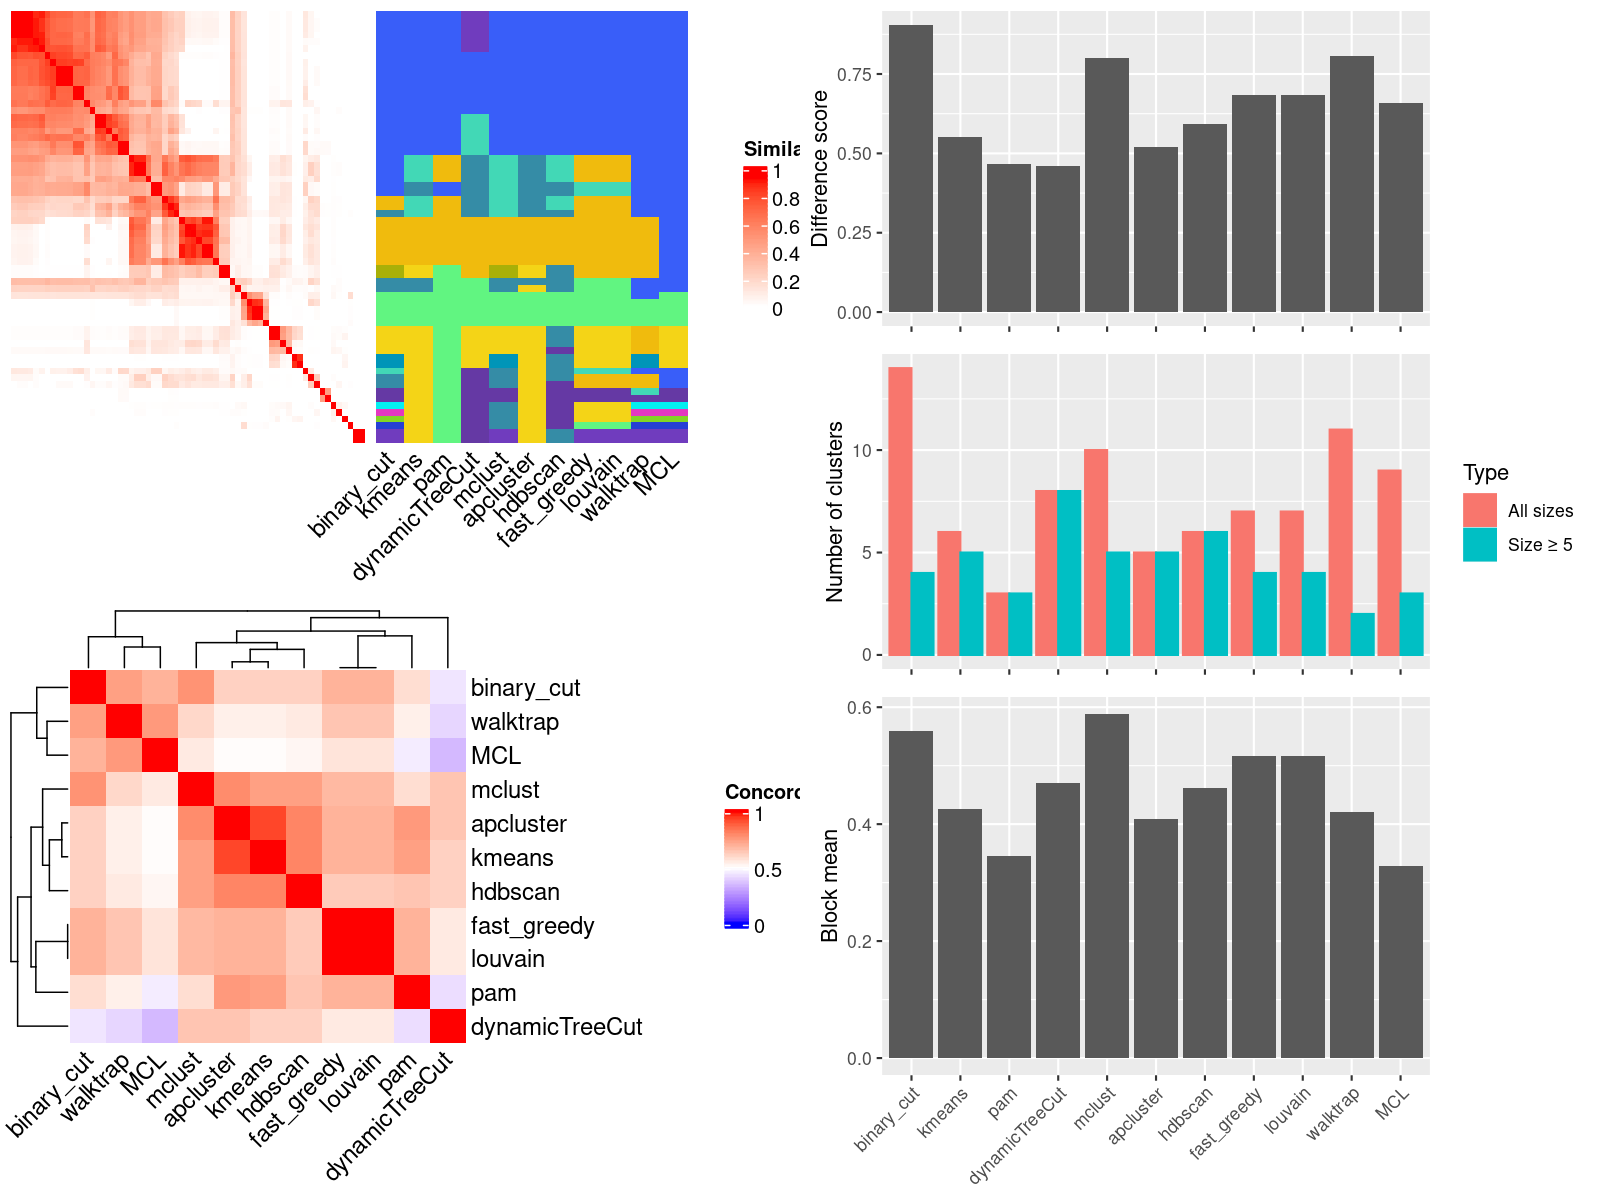 Simila
1
0.8
0.6
0.4
0.2
0
binary_cut
kmeans
pam
dynamicTreeCut
mclust
apcluster
hdbscan
fast_greedy
louvain
walktrap
MCL
binary_cut
walktrap
MCL
mclust
apcluster
kmeans
hdbscan
fast_greedy
louvain
pam
dynamicTreeCut
Concord
1
0.5
0
binary_cut
walktrap
MCL
mclust
apcluster
kmeans
hdbscan
fast_greedy
louvain
pam
dynamicTreeCut
Difference score
0.75
0.50
0.25
0.00
Number of clusters
10
5
0
Type
All sizes
Size ≥ 5
Block mean
0.6
0.4
0.2
0.0
binary_cut
kmeans
pam
dynamicTreeCut
mclust
apcluster
hdbscan
fast_greedy
louvain
walktrap
MCL